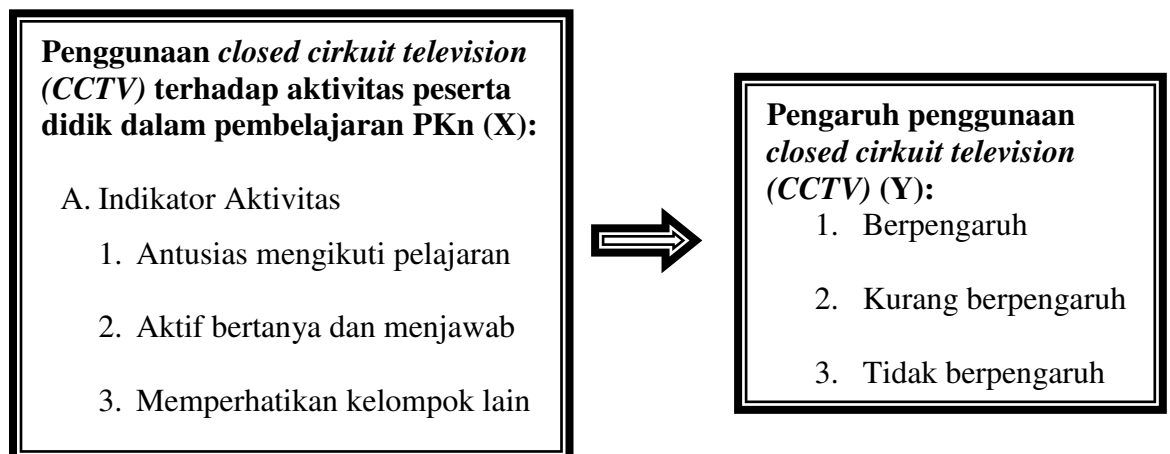 Penggunaan closed cirkuit television
(CCTV) terhadap aktivitas peserta
didik dalam pembelajaran PKn (X):
A. Indikator Aktivitas
1. Antusias mengikuti pelajaran
2. Aktif bertanya dan menjawab
3. Memperhatikan kelompok lain
Pengaruh penggunaan
closed cirkuit television
(CCTV) (Y):
1. Berpengaruh
2. Kurang berpengaruh
3. Tidak berpengaruh